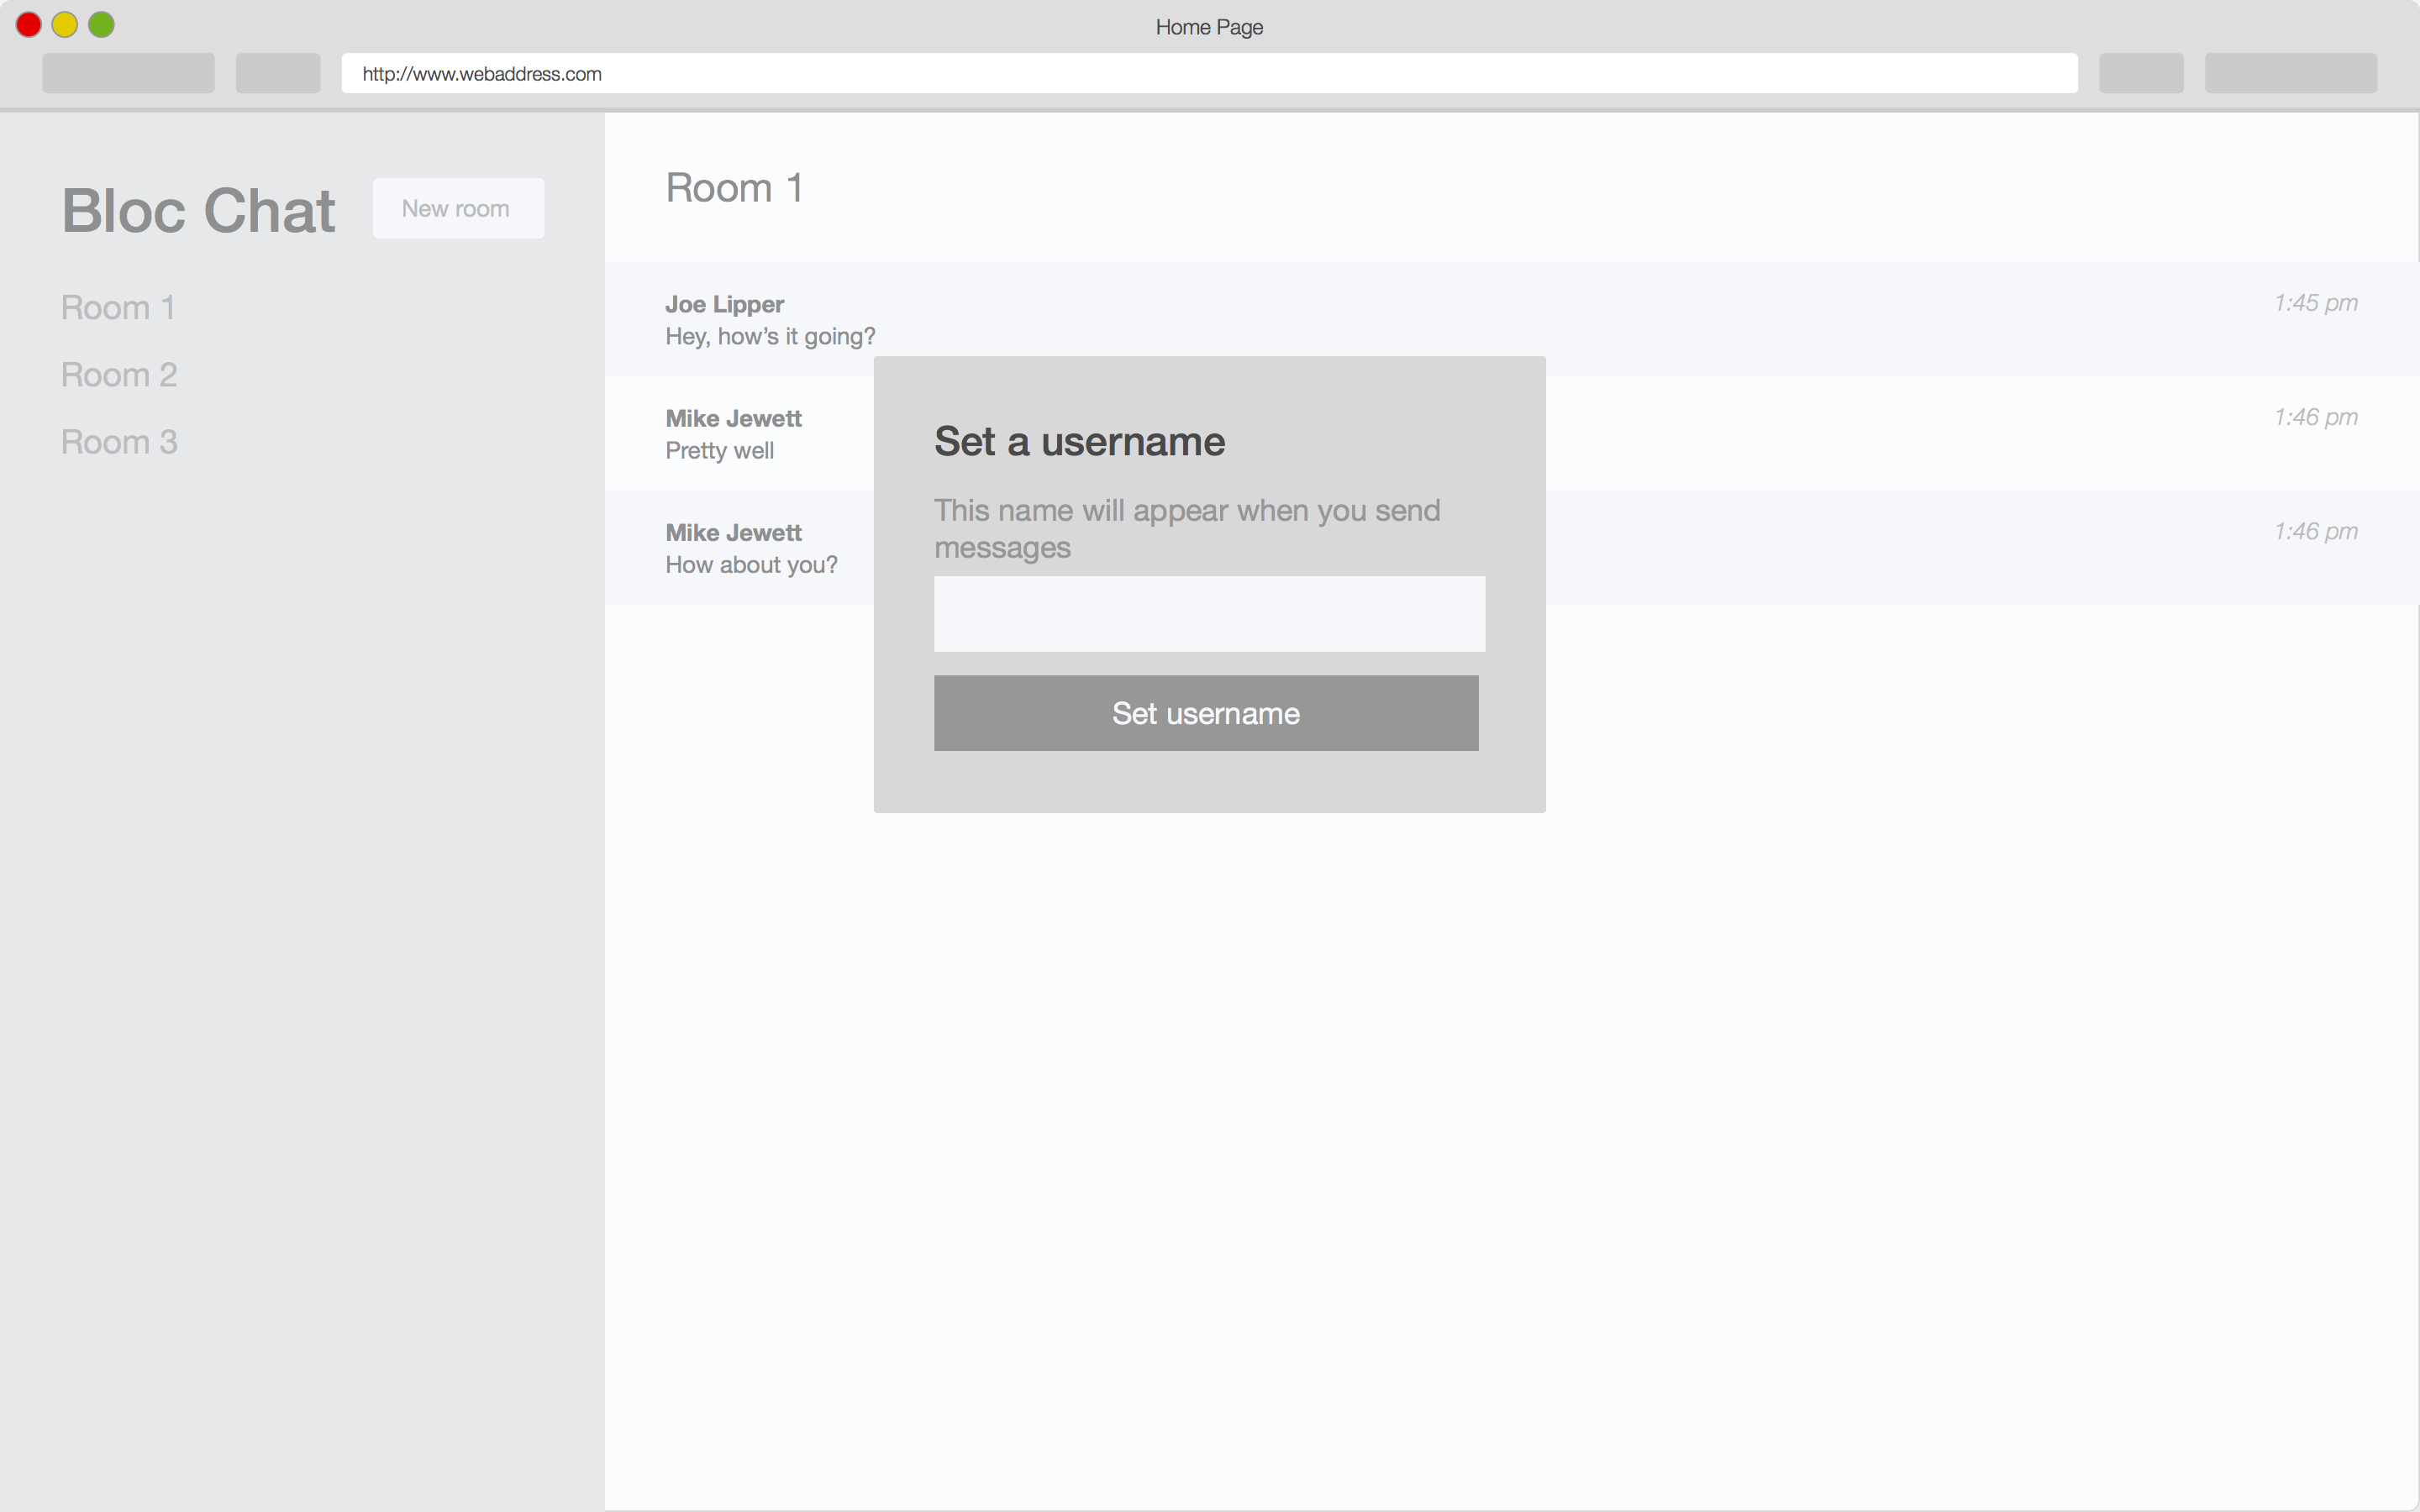 Home Page
http://www.webaddress.com
Bloc Chat
New room
Room 1
Room 2
Room 3
Room 1
Joe Lipper
1:45 pm
Hey, how’s it going?
Mike Jewett
1:46 pm
Pretty well
Mike Jewett
1:46 pm
How about you?
Set a username
This name will appear when you send
messages
Set username